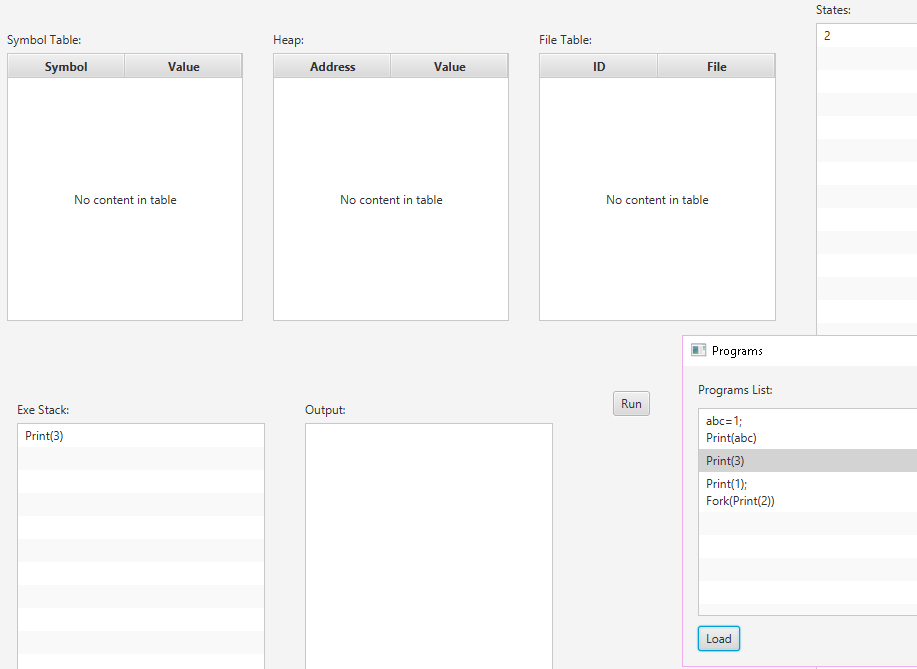 States:
2
Symbol Table:
Symbol Value
No content in table
Heap:
Address Value
No content in table
File Table:
ID File
No content in table
Exe Stack:
Print(3)
Output:
Run
Programs
Programs List:
abc=1;
Print(abc)
Print(3)
Print(1);
Fork(Print(2))
Load